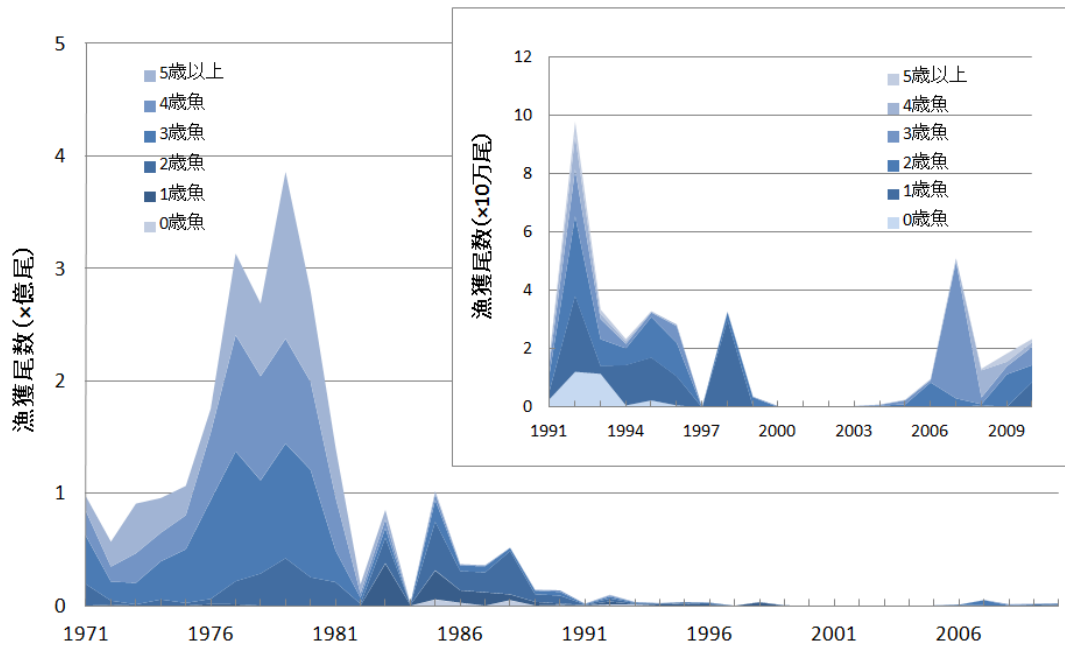 5
4
3
2
1
0
漁獲尾数(×億尾)
5歳以上
4歳魚
3歳魚
2歳魚
1歳魚
0歳魚
1971
1976
1981
1986
1991
1996
2001
2006
12
10
8
6
4
2
0
漁獲尾数(×10万尾)
5歳以上
4歳魚
3歳魚
2歳魚
1歳魚
0歳魚
1991
1994
1997
2000
2003
2006
2009